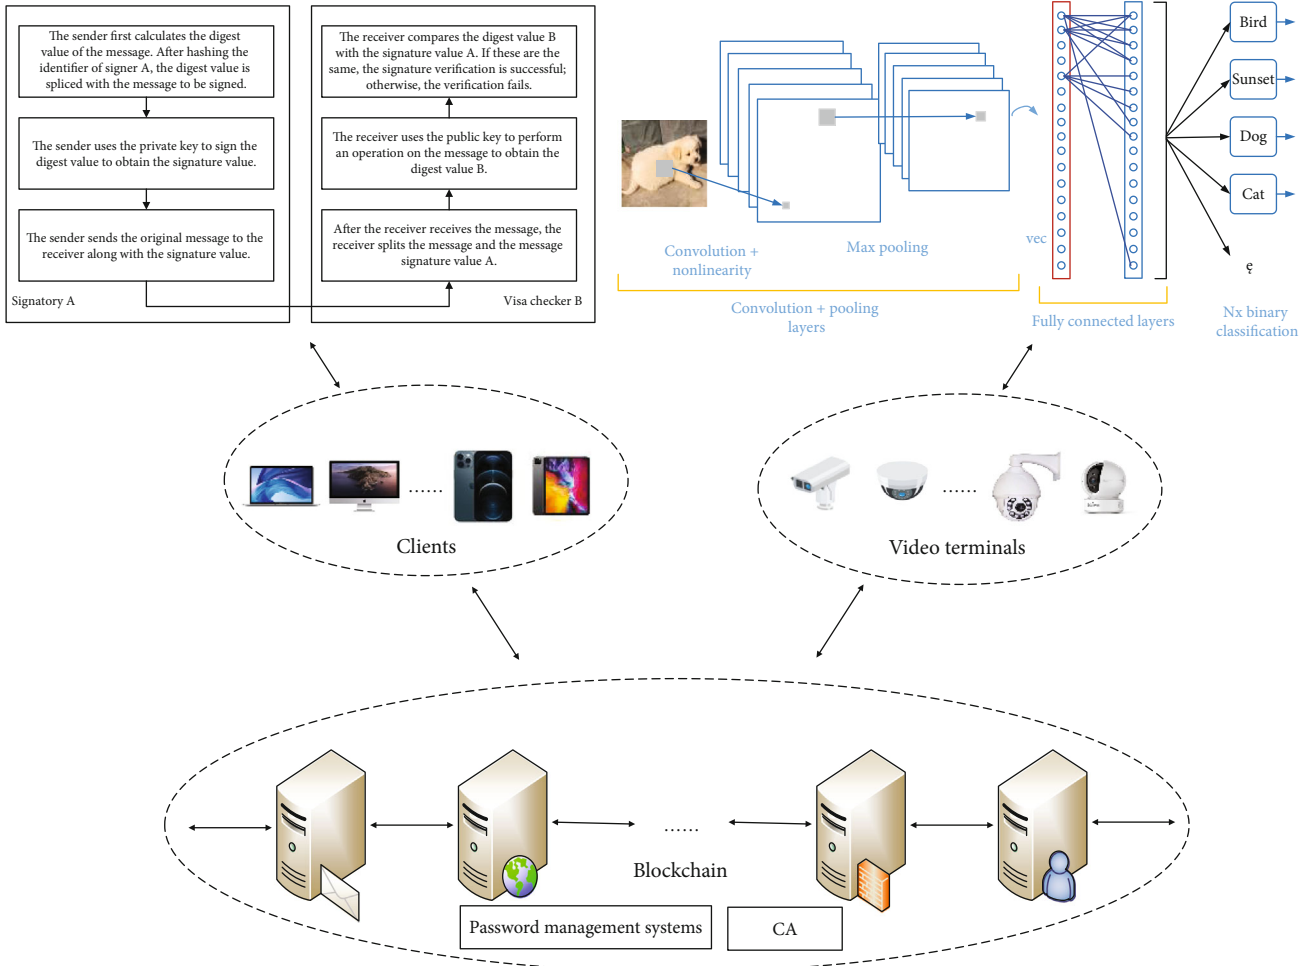 The sender first calculates the digest
value of the message. After hashing the
identifier of signer A, the digest value is
spliced with the message to be signed.
The sender uses the private key to sign the
digest value to obtain the signature value.
The sender sends the original message to the
receiver along with the signature value.
Signatory A
The receiver compares the digest value B
with the signature value A. If these are the
same, the signature verification is successful;
otherwise, the verification fails.
The receiver uses the public key to perform
an operation on the message to obtain the
digest value B.
After the receiver receives the message, the
receiver splits the message and the message
signature value A.
Visa checker B
Convolution +
nonlinearity
Max pooling
Convolution + pooling
layers
vec
Fully connected layers
Bird
Sunset
Dog
Cat
ę
Nx binary
classification
......
Clients
......
Video terminals
......
Blockchain
Password management systems
CA